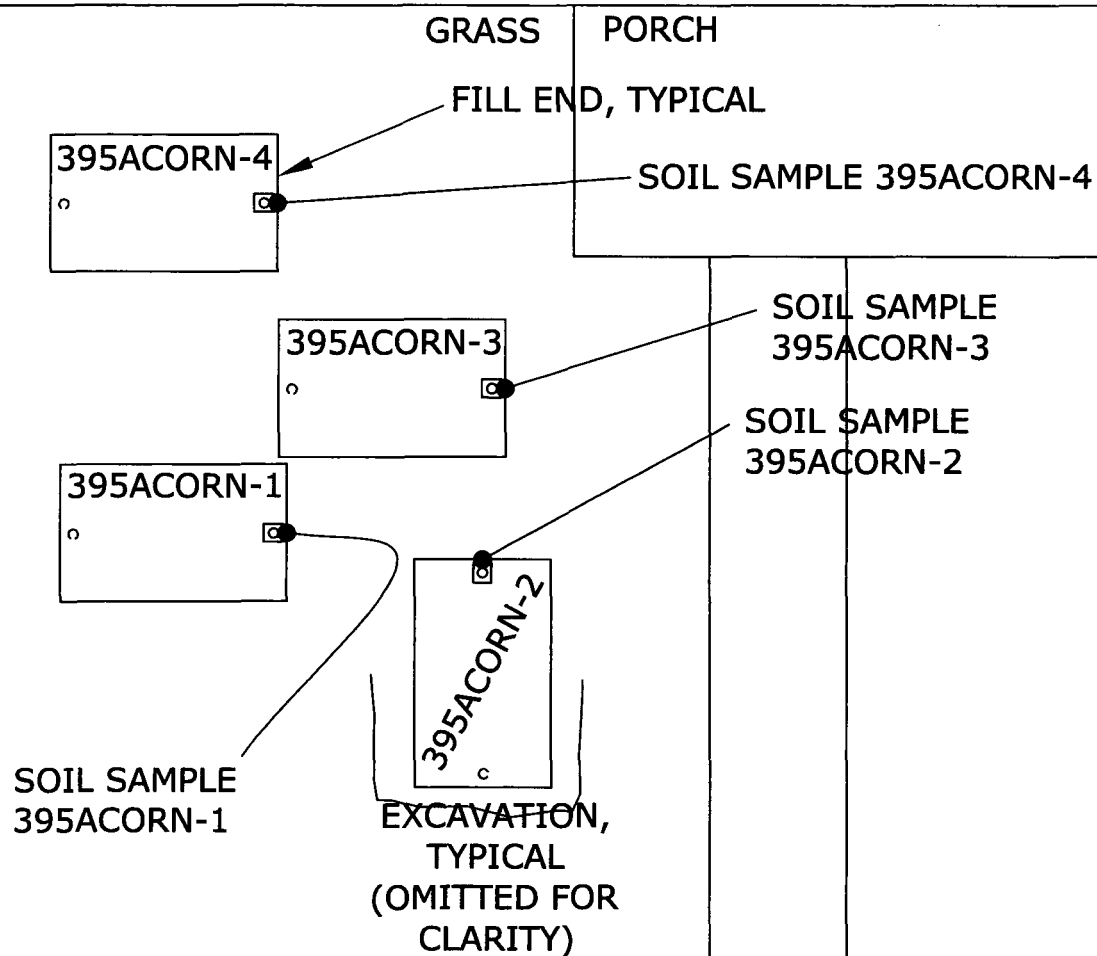 GRASS
PORCH
FILL END, TYPICAL
395ACORN-4
SOIL SAMPLE 395ACORN-4
395ACORN-3
SOIL SAMPLE
395ACORN-3
SOIL SAMPLE
395ACORN-2
395ACORN-1
395ACORN-2
SOIL SAMPLE
395ACORN-1
EXCAVATION,
TYPICAL
(OMITTED FOR
CLARITY)